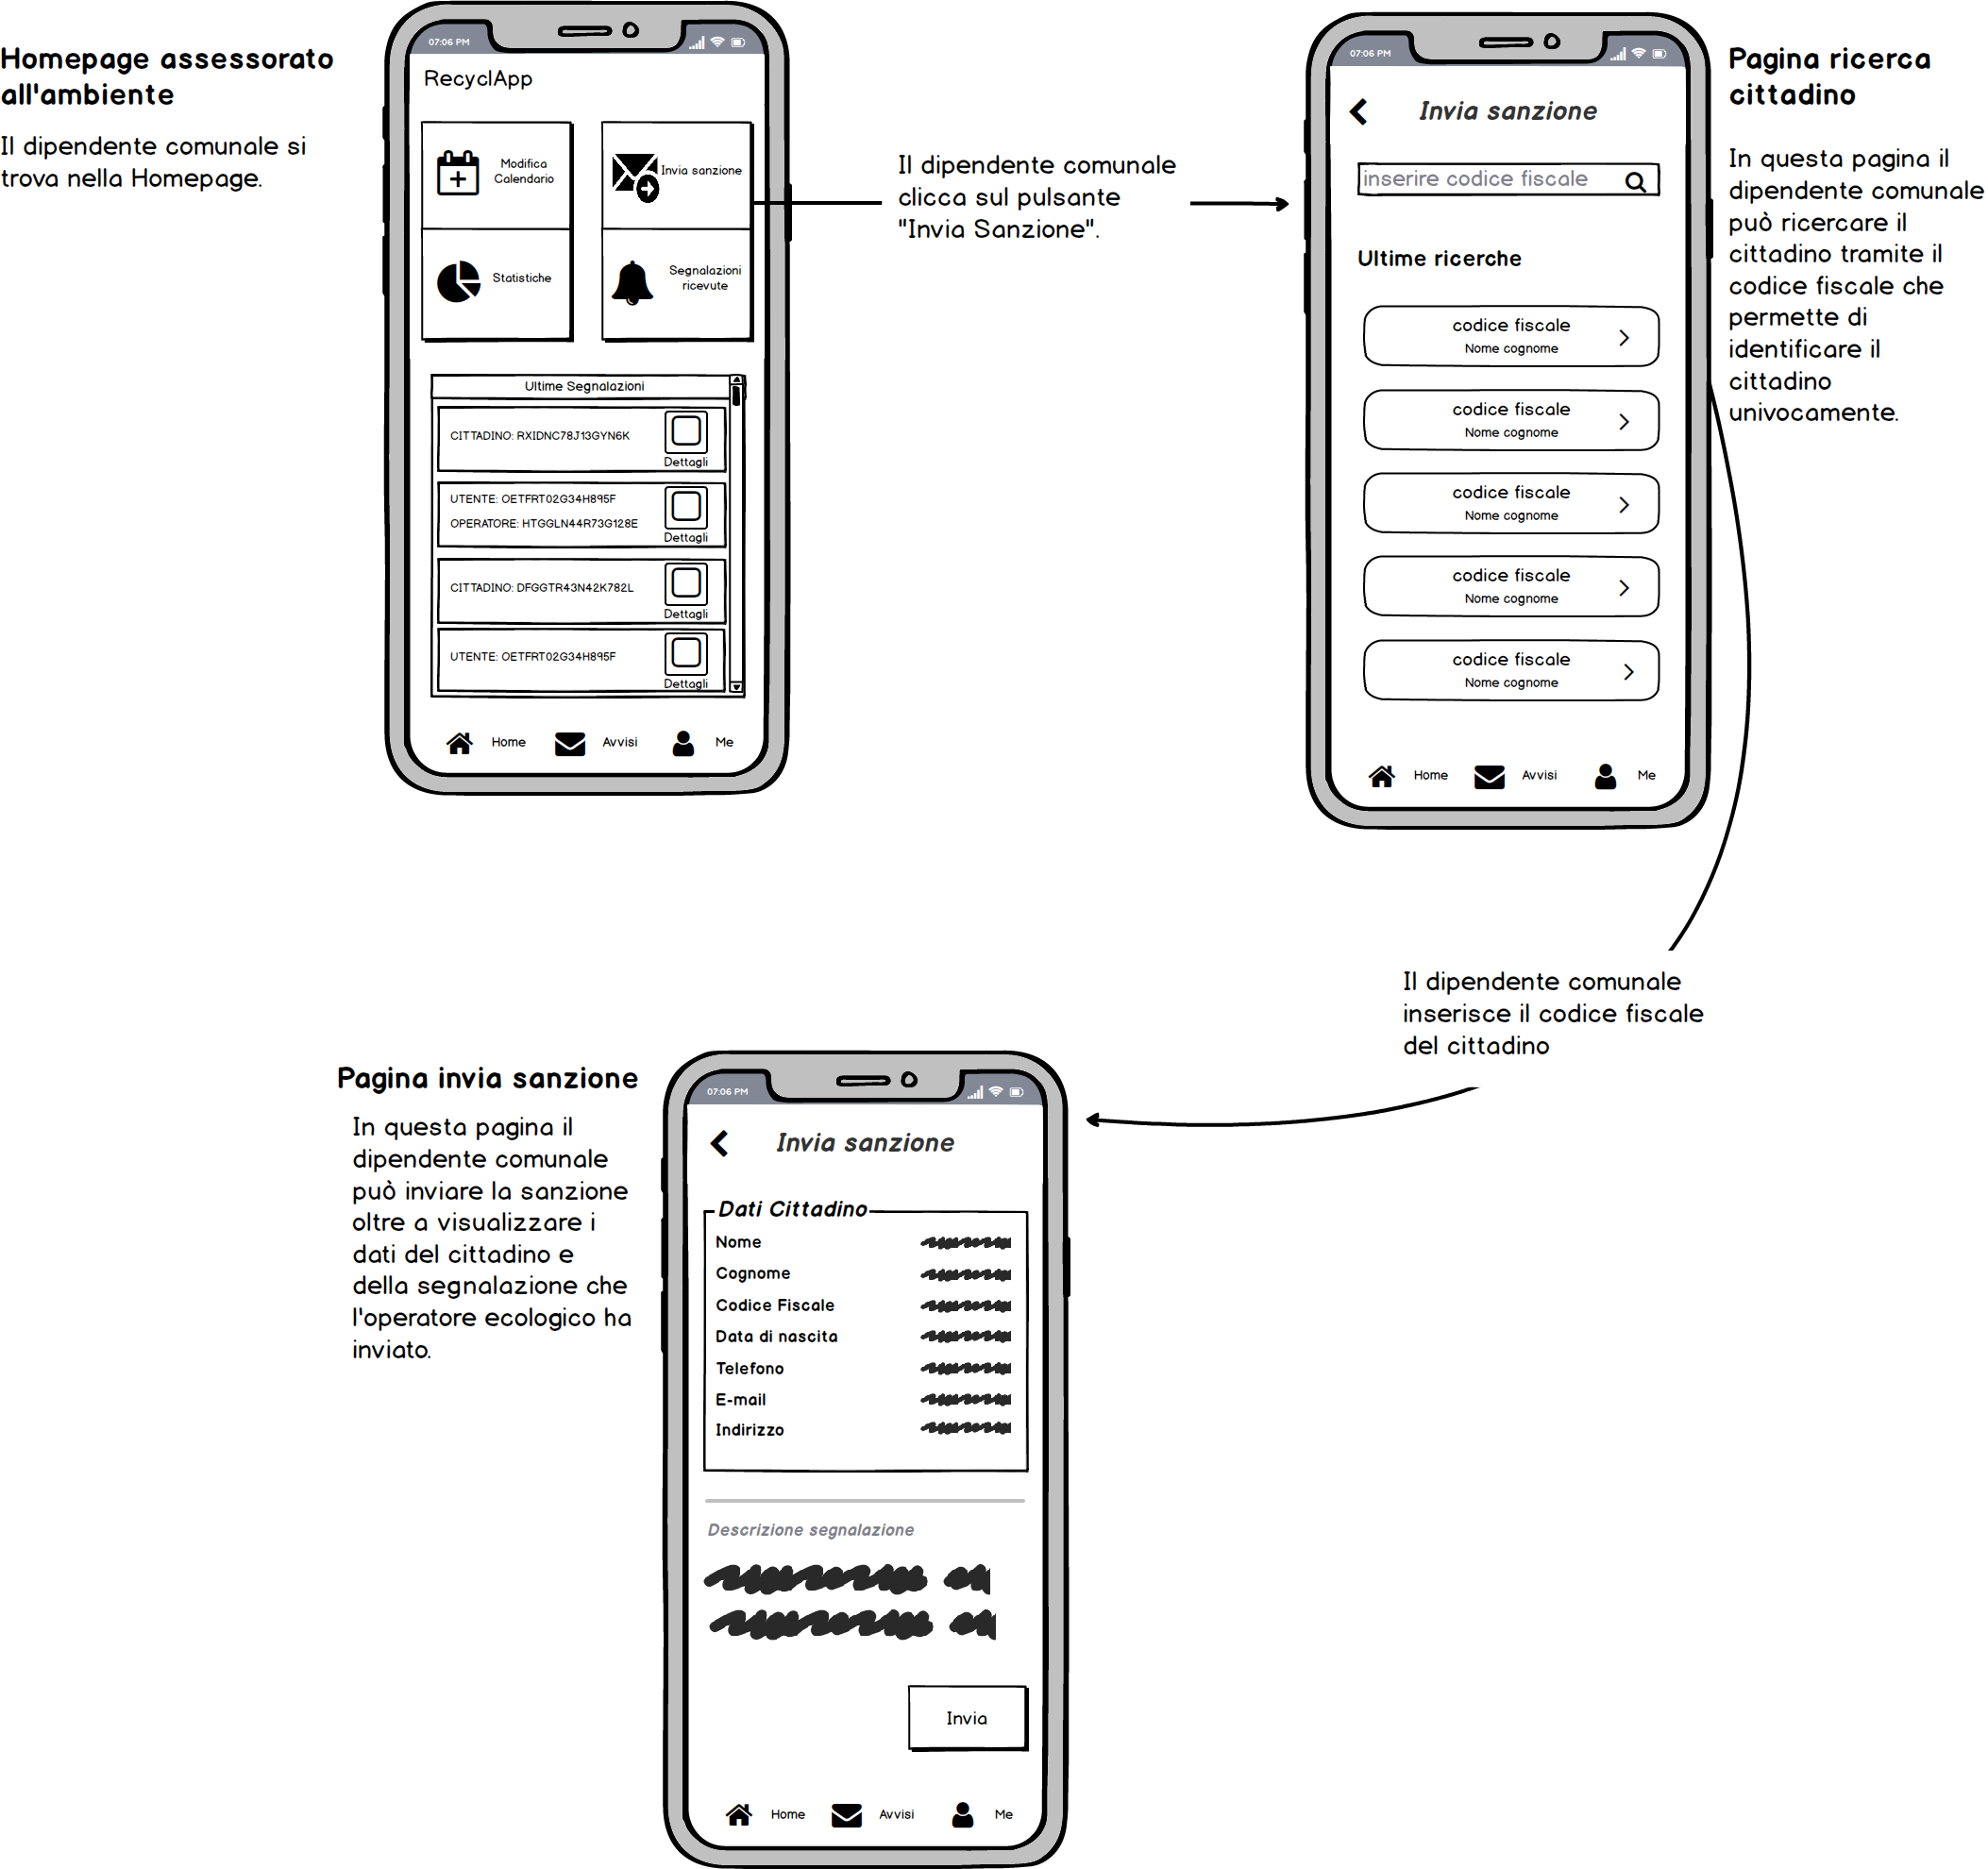 Homepage assessorato
all'ambiente
Il dipendente comunale si
trova nella Homepage.
07:06 PM
RecyclApp
Modifica
Calendario
Invia sanzione
Statistiche
Segnalazioni
ricevute
Ultime Segnalazioni
CITTADINO: RXIDNC78J13GYN6K
Dettagli
UTENTE: OETFRT02G34H895F
OPERATORE: HTGGLN44R73G128E
Dettagli
CITTADINO: DFGGTR43N42K782L
Dettagli
UTENTE: OETFRT02G34H895F
Dettagli
Home Avvisi Me
Il dipendente comunale
clicca sul pulsante
"Invia Sanzione".
07:06 PM
Invia sanzione
inserire codice fiscale
Ultime ricerche
codice fiscale
Nome cognome
codice fiscale
Nome cognome
codice fiscale
Nome cognome
codice fiscale
Nome cognome
codice fiscale
Nome cognome
Home Avvisi Me
Pagina ricerca
cittadino
In questa pagina il
dipendente comunale
può ricercare il
cittadino tramite il
codice fiscale che
permette di
identificare il
cittadino
univocamente.
Il dipendente comunale
inserisce il codice fiscale
del cittadino
Pagina invia sanzione
In questa pagina il
dipendente comunale
può inviare la sanzione
oltre a visualizzare i
dati del cittadino e
della segnalazione che
l'operatore ecologico ha
inviato.
07:06 PM
Invia sanzione
Dati Cittadino
Nome
Cognome
Codice Fiscale
Data di nascita
Telefono
E-mail
Indirizzo
Descrizione segnalazione
Invia
Home Avvisi Me